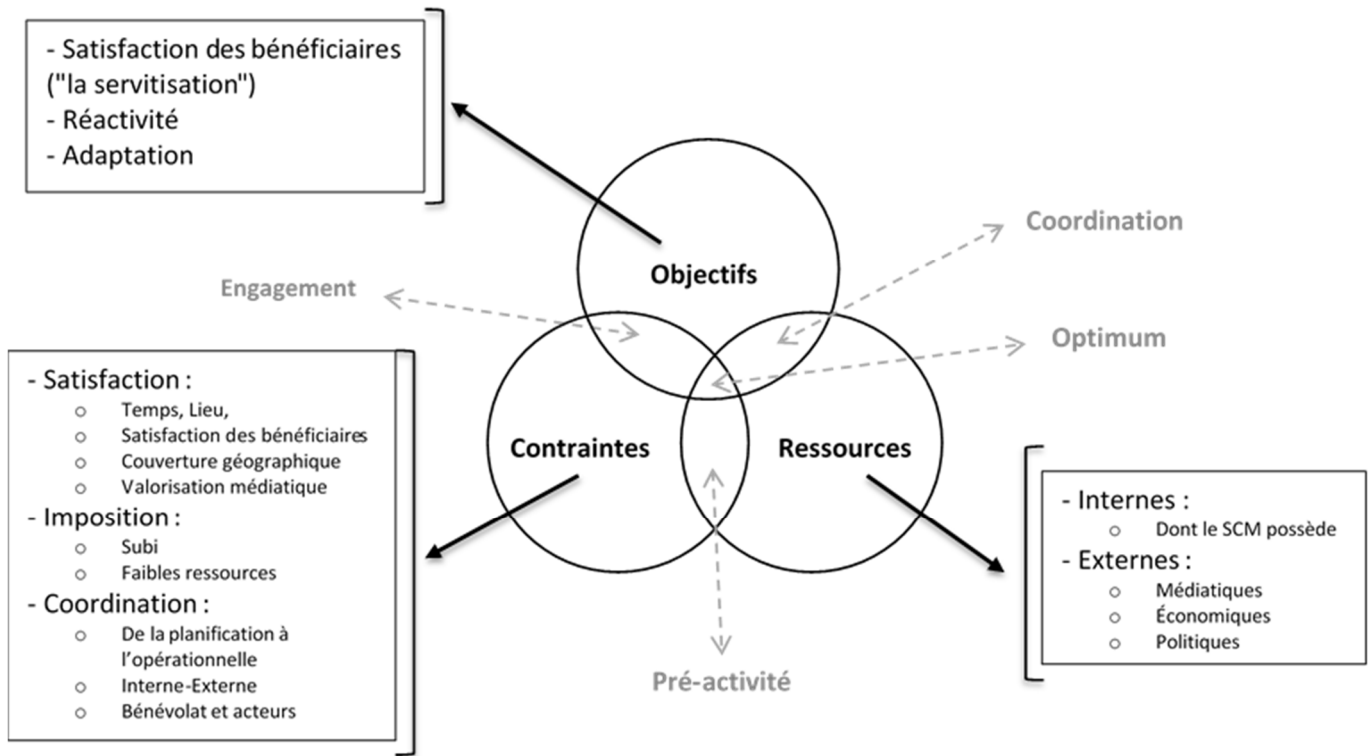 - Satisfaction des bénéficiaires
("la servitisation")
- Réactivité
- Adaptation
Coordination
Objectifs
Engagement
Optimum
- Satisfaction :
o Temps, Lieu,
o Satisfaction des bénéficiaires
o Couverture géographique
o Valorisation médiatique
- Imposition :
o Subi
o Faibles ressources
- Coordination :
o De la planification à
l'opérationnelle
o Interne-Externe
o Bénévolat et acteurs
Contraintes
Ressources
- Internes :
o Dont le SCM possède
- Externes :
o Médiatiques
o Économiques
o Politiques
Pré-activité